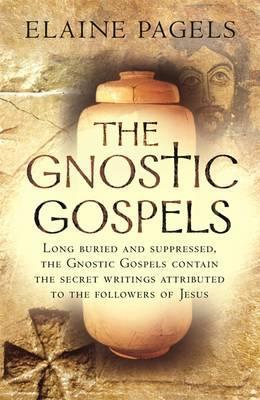 ELAINE PAGELS
THE
GNOSTIC
GOSPELS
LONG BURIED AND SUPPRESSED,
THE GNOSTIC GOSPELS CONTAIN
THE SECRET WRITINGS ATTRIBUTED
TO THE FOLLOWERS OF JESUS